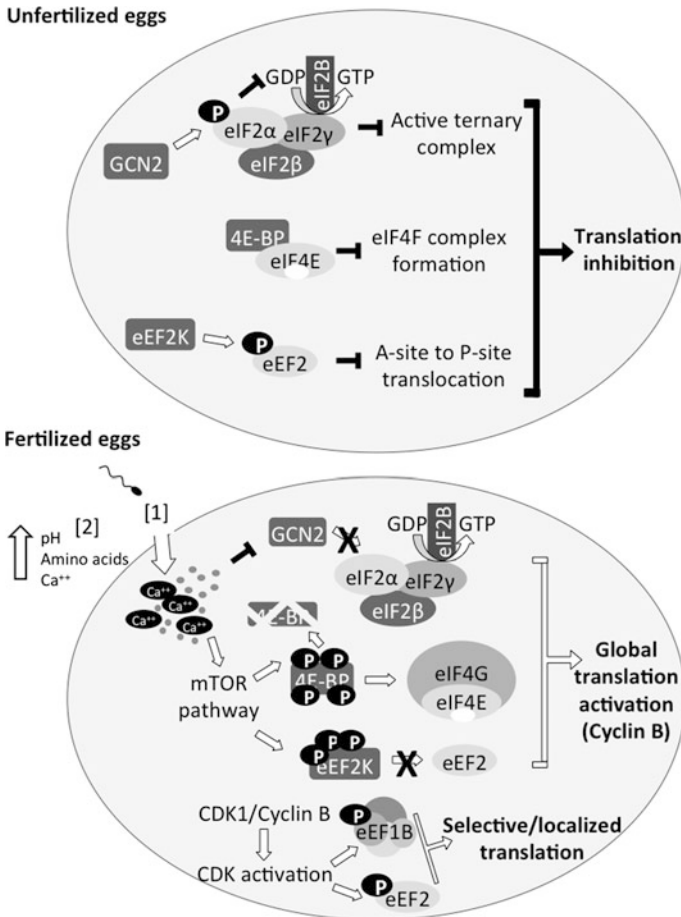 Unfertilized eggs
GDP
eIF2B
GTP
P
eIF2α
eIF2γ
eIF2β
GCN2
Active ternary
complex
4E-BP
eIF4E
eIF4F complex
formation
Translation
inhibition
eEF2K
P
eEF2
A-site to P-site
translocation
Fertilized eggs
[1]
[2]
pH
Amino acids
Ca++
Ca++
Ca++
Ca++
Ca++
GCN2
X
GDP
eIF2B
GTP
eIF2α
eIF2γ
eIF2β
4E-BP
mTOR
pathway
P
P
4E-BP
P
P
eIF4G
eIF4E
Global
translation
activation
(Cyclin B)
P
P
P
eEF2K
X
eEF2
CDK1/Cyclin B
P
eEF1B
Selective/localized
translation
CDK activation
P
eEF2